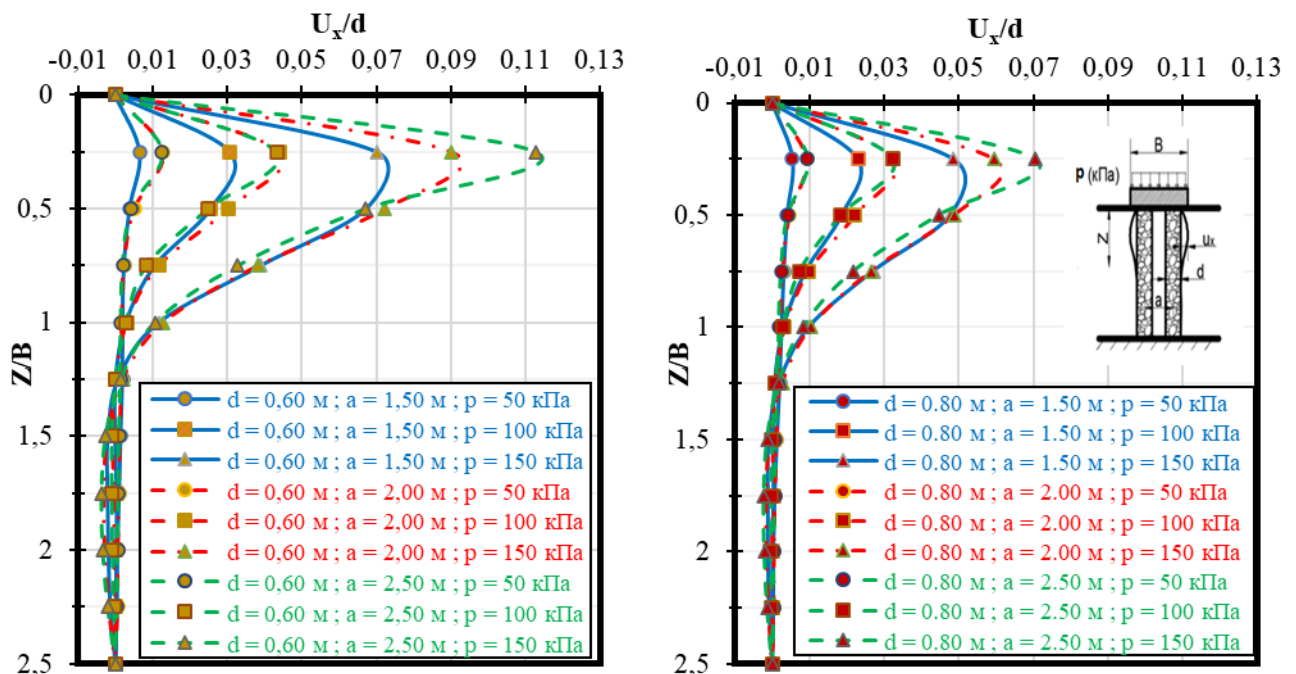 Uₓ/d
-0,01 0,01 0,03 0,05 0,07 0,09 0,11 0,13
0
0,5
1
1,5
2
2,5
Z/B
d = 0,60 м ; a = 1,50 м ; p = 50 кПа
d = 0,60 м ; a = 1,50 м ; p = 100 кПа
d = 0,60 м ; a = 1,50 м ; p = 150 кПа
d = 0,60 м ; a = 2,00 м ; p = 50 кПа
d = 0,60 м ; a = 2,00 м ; p = 100 кПа
d = 0,60 м ; a = 2,00 м ; p = 150 кПа
d = 0,60 м ; a = 2,50 м ; p = 50 кПа
d = 0,60 м ; a = 2,50 м ; p = 100 кПа
d = 0,60 м ; a = 2,50 м ; p = 150 кПа
Uₓ/d
-0,01 0,01 0,03 0,05 0,07 0,09 0,11 0,13
0
0,5
1
1,5
2
2,5
Z/B
B
p (кПа)
Z
uₓ
d
a
d = 0.80 м ; a = 1.50 м ; p = 50 кПа
d = 0.80 м ; a = 1.50 м ; p = 100 кПа
d = 0.80 м ; a = 1.50 м ; p = 150 кПа
d = 0.80 м ; a = 2.00 м ; p = 50 кПа
d = 0.80 м ; a = 2.00 м ; p = 100 кПа
d = 0.80 м ; a = 2.00 м ; p = 150 кПа
d = 0.80 м ; a = 2.50 м ; p = 50 кПа
d = 0.80 м ; a = 2.50 м ; p = 100 кПа
d = 0.80 м ; a = 2.50 м ; p = 150 кПа